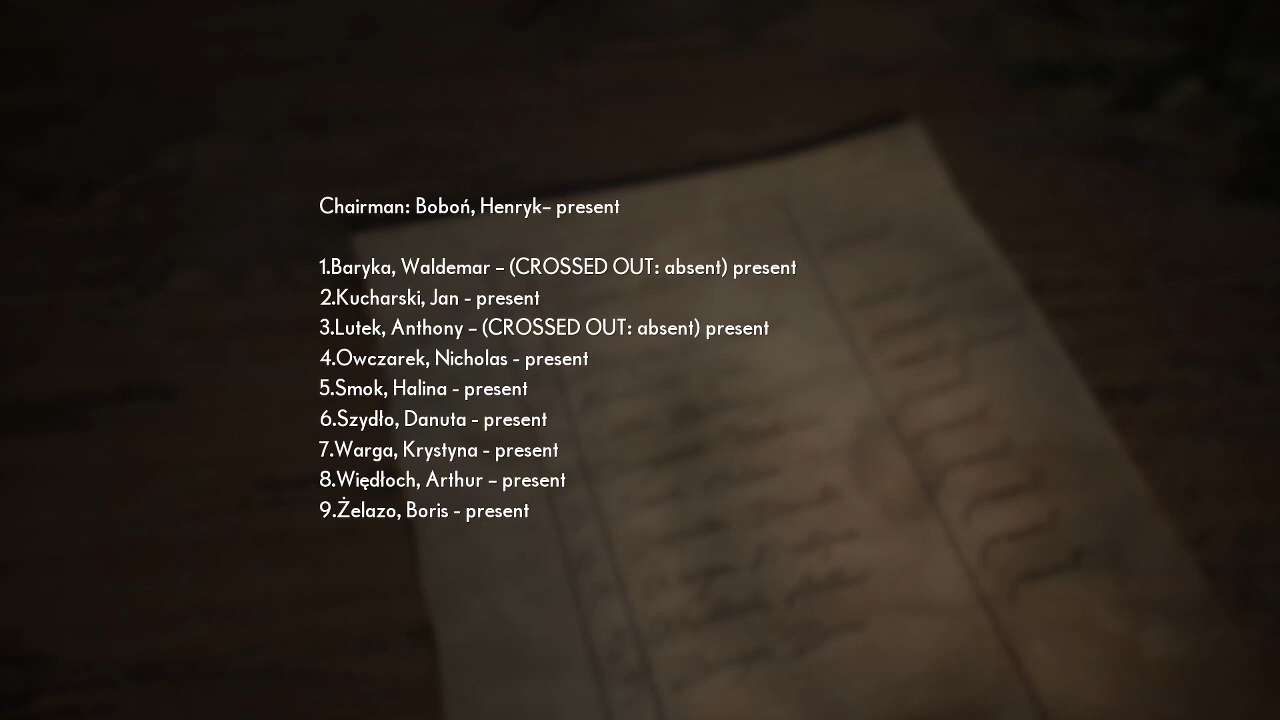 Chairman: Boboń, Henryk– present
1.Baryka, Waldemar – (CROSSED OUT: absent) present
2.Kucharski, Jan - present
3.Lutek, Anthony – (CROSSED OUT: absent) present
4.Owczarek, Nicholas - present
5.Smok, Halina - present
6.Szydło, Danuta - present
7.Warga, Krystyna - present
8.Więdłoch, Arthur – present
9.Żelazo, Boris - present